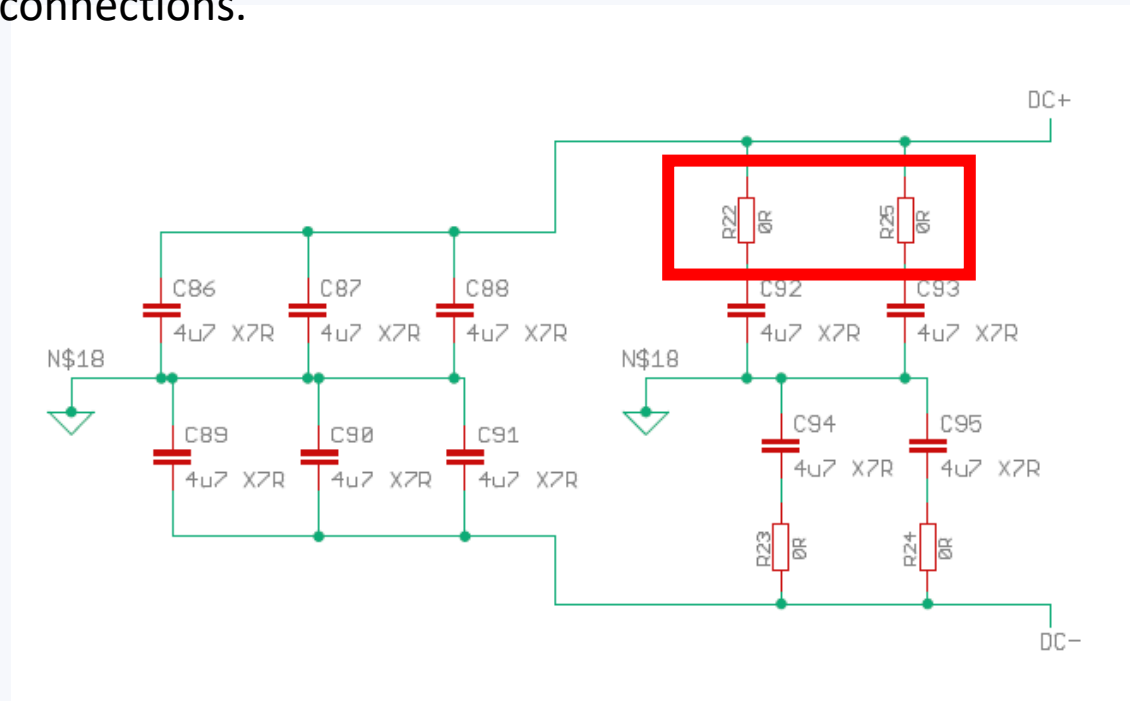 connections.
DC+
R22
0R
R25
0R
C86
4u7 X7R
C87
4u7 X7R
C88
4u7 X7R
C92
4u7 X7R
C93
4u7 X7R
N$18
N$18
C89
4u7 X7R
C90
4u7 X7R
C91
4u7 X7R
C94
4u7 X7R
C95
4u7 X7R
R23
0R
R24
0R
DC-